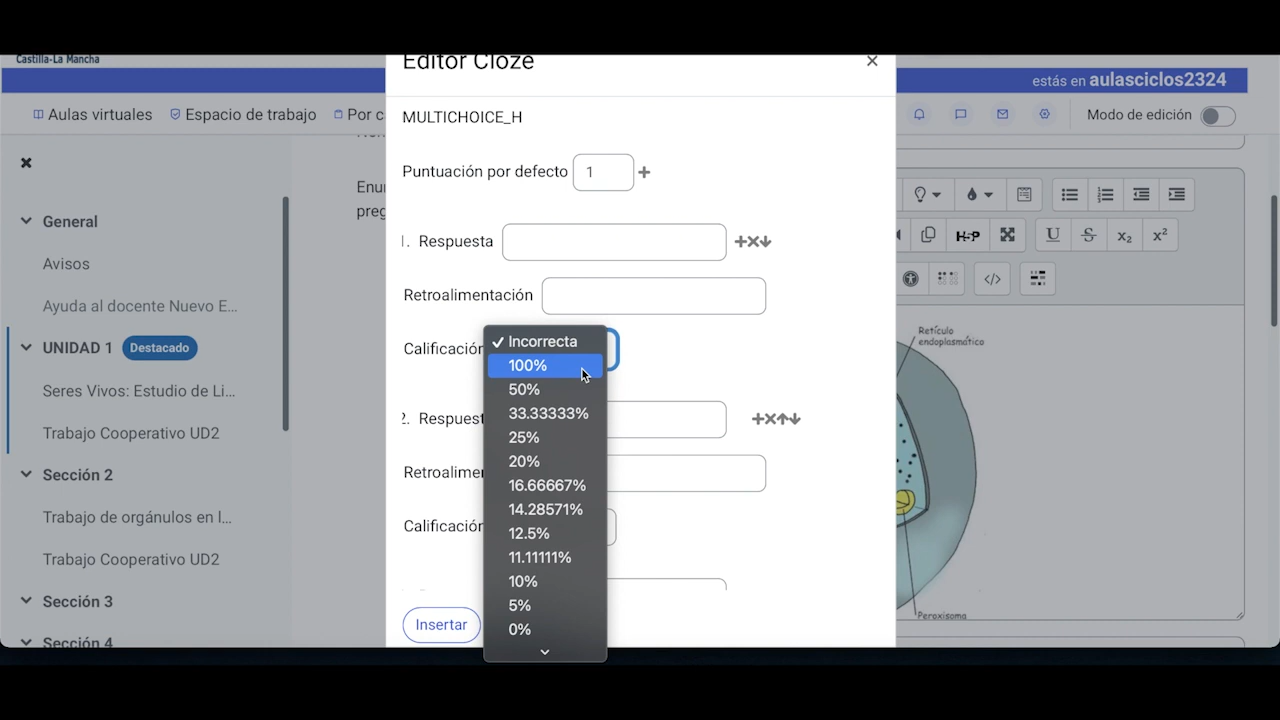 Castilla-La Mancha
estás en aulasciclos2324
Aulas virtuales
Espacio de trabajo
Por c
Modo de edición
General
Avisos
Ayuda al docente Nuevo E...
UNIDAD 1 Destacado
Seres Vivos: Estudio de Li...
Trabajo Cooperativo UD2
Sección 2
Trabajo de orgánulos en l...
Trabajo Cooperativo UD2
Sección 3
Sección 4
Enu
preg
Editor Cloze
MULTICHOICE_H
Puntuación por defecto 1
1. Respuesta
Retroalimentación
Calificación
2. Respuest
Retroalime
Calificación
Incorrecta
100%
50%
33.33333%
25%
20%
16.66667%
14.28571%
12.5%
11.11111%
10%
5%
0%
Insertar
H5P
U S x₂ x²
Retículo
endoplasmático
Peroxisoma